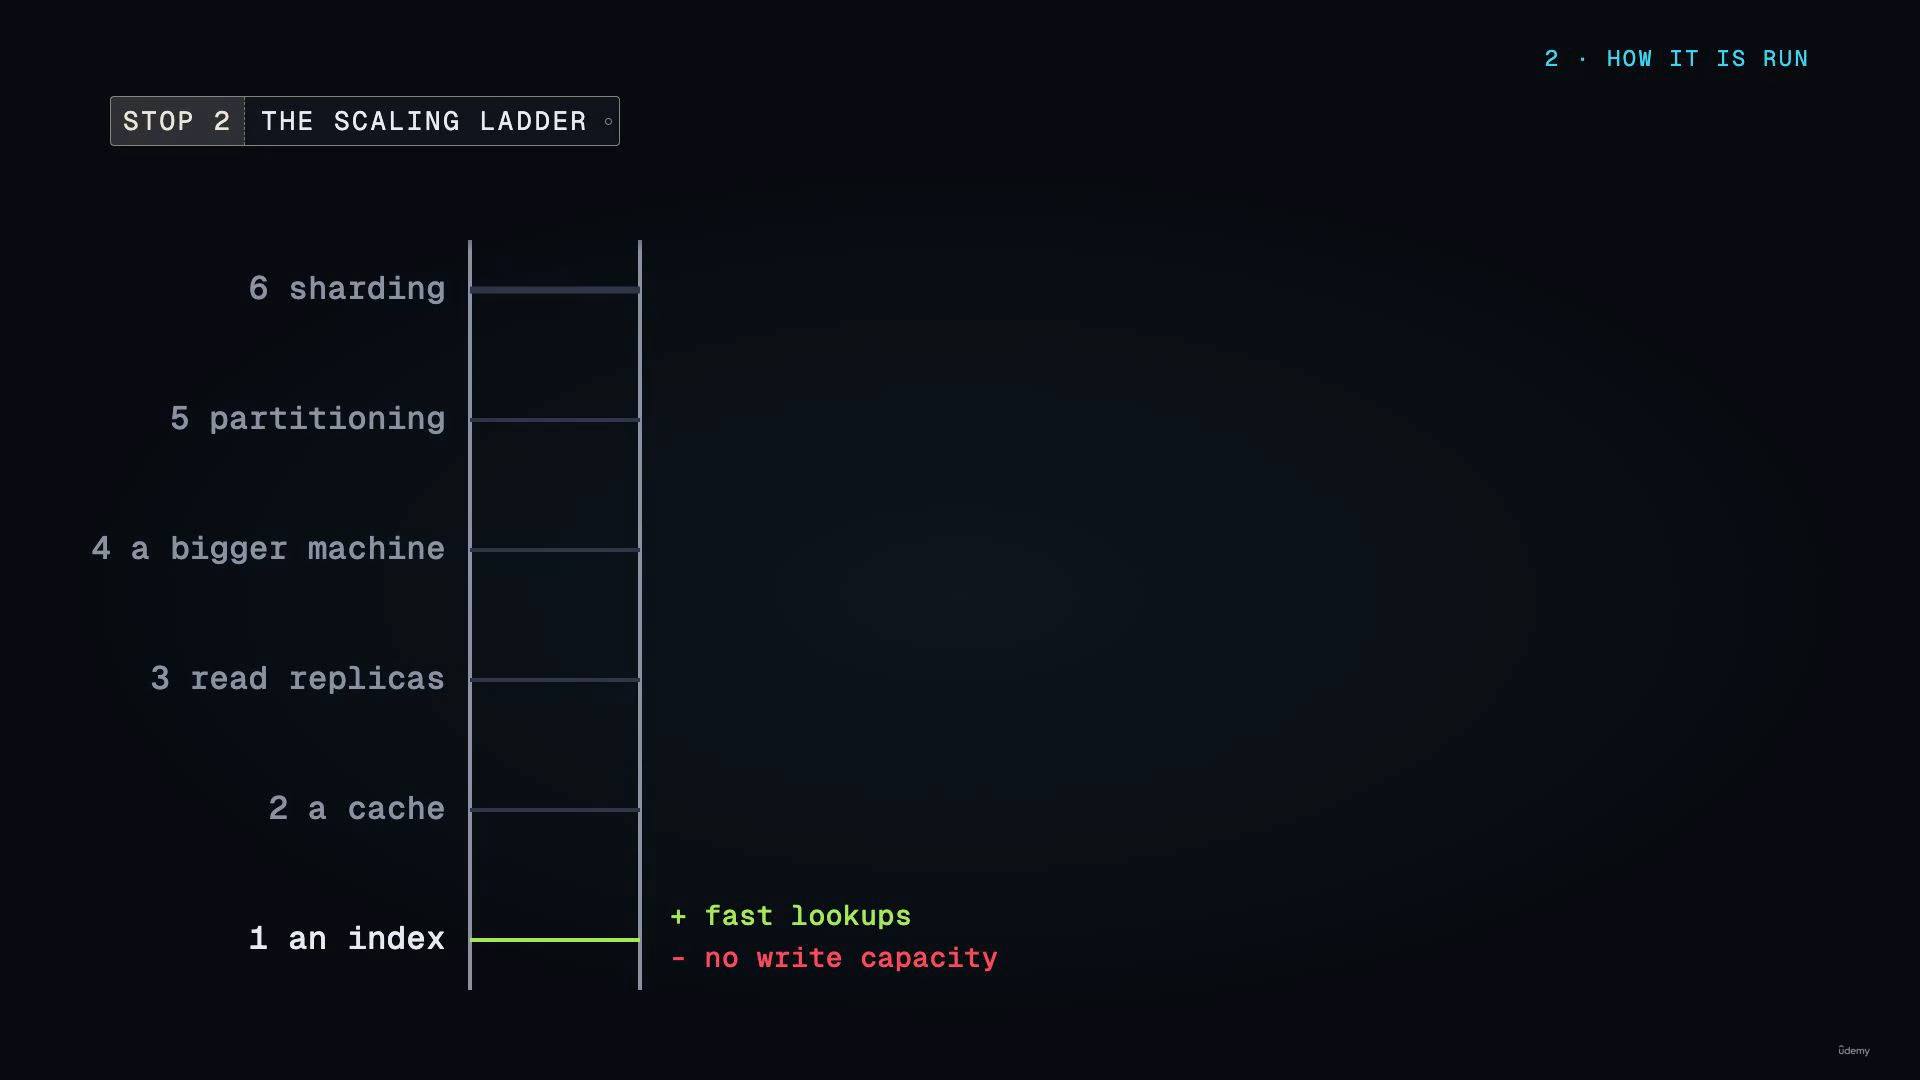 2 · HOW IT IS RUN
STOP 2 THE SCALING LADDER
6 sharding
5 partitioning
4 a bigger machine
3 read replicas
2 a cache
1 an index
+ fast lookups
- no write capacity
ûdemy